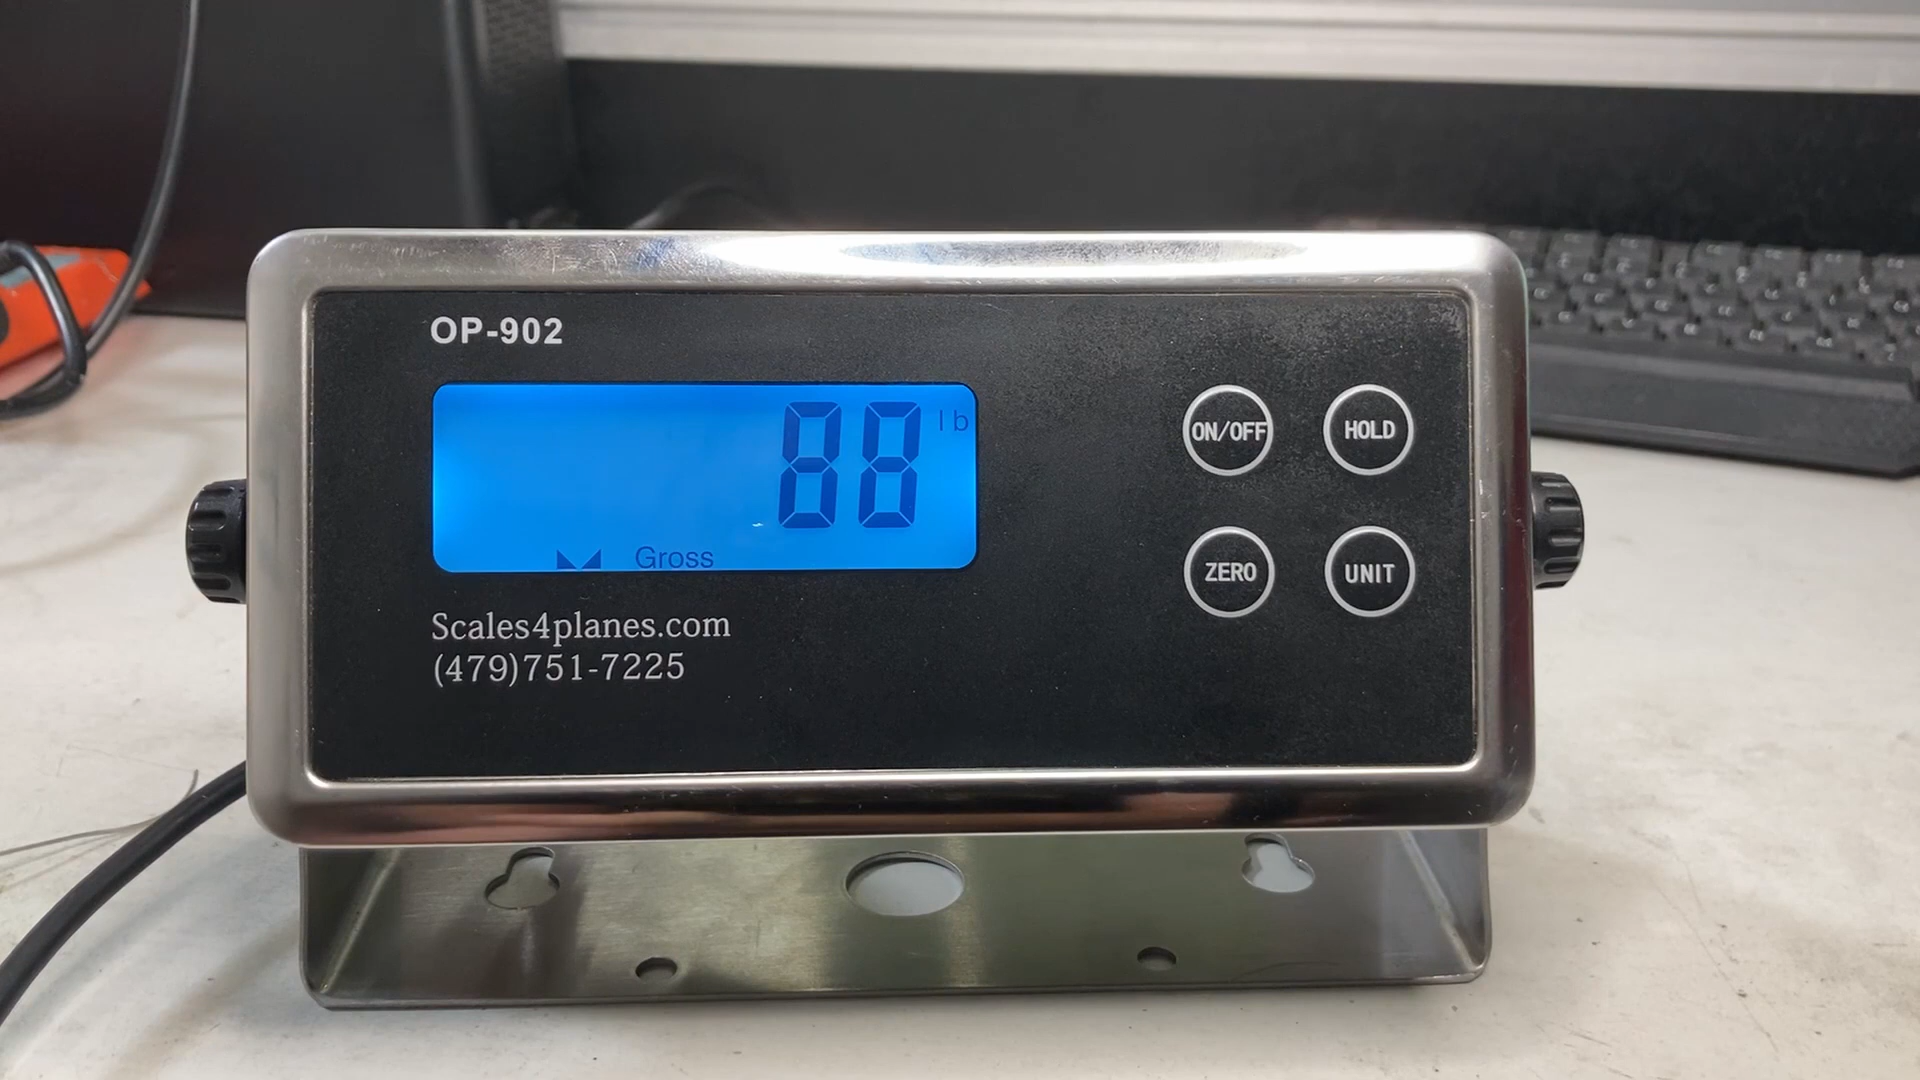 OP-902
88 lb
Gross
Scales4planes.com
(479)751-7225
ON/OFF
HOLD
ZERO
UNIT